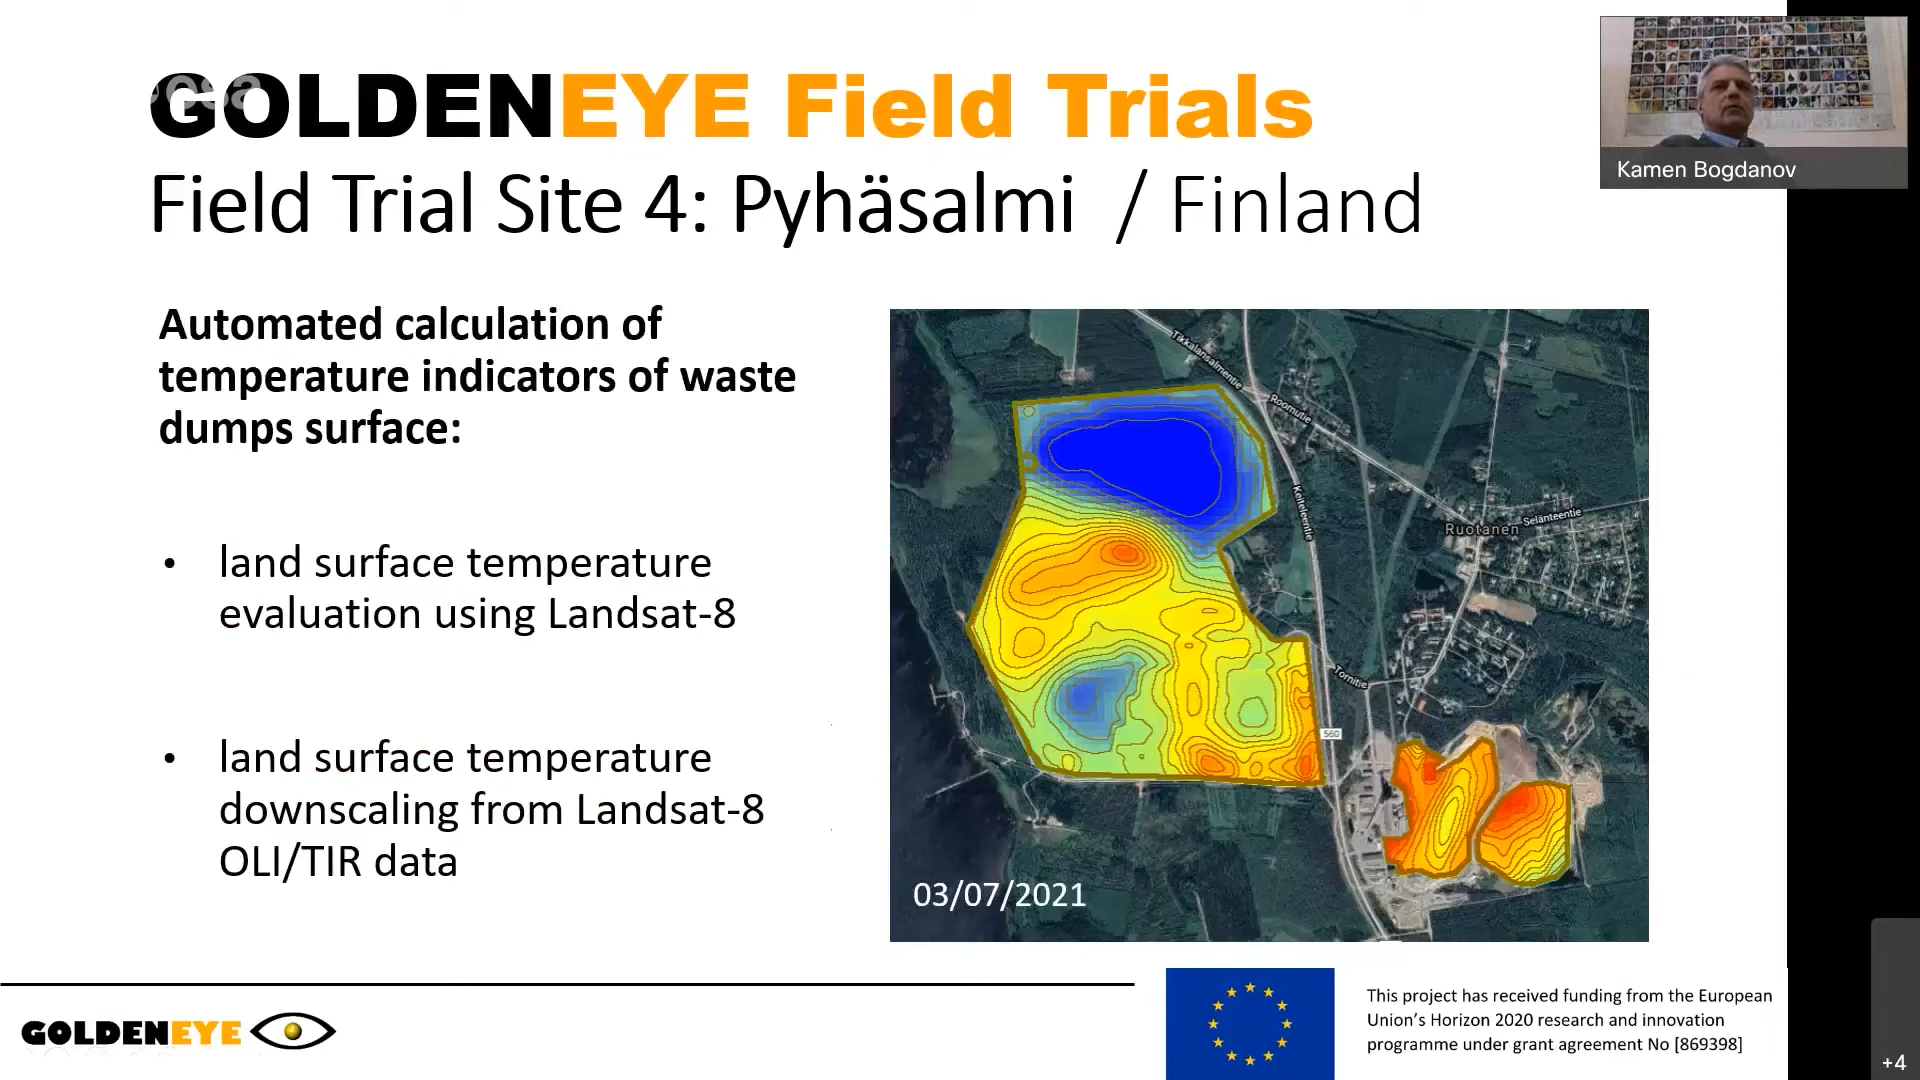 esa
GOLDENEYE Field Trials
Field Trial Site 4: Pyhäsalmi / Finland
Kamen Bogdanov
Automated calculation of
temperature indicators of waste
dumps surface:
• land surface temperature
evaluation using Landsat-8
• land surface temperature
downscaling from Landsat-8
OLI/TIR data
Tikkalansalmentie
Roomutie
Keiteleentie
Ruotanen
Selänteentie
Tornitie
560
03/07/2021
GOLDENEYE
This project has received funding from the European
Union's Horizon 2020 research and innovation
programme under grant agreement No [869398]
+4